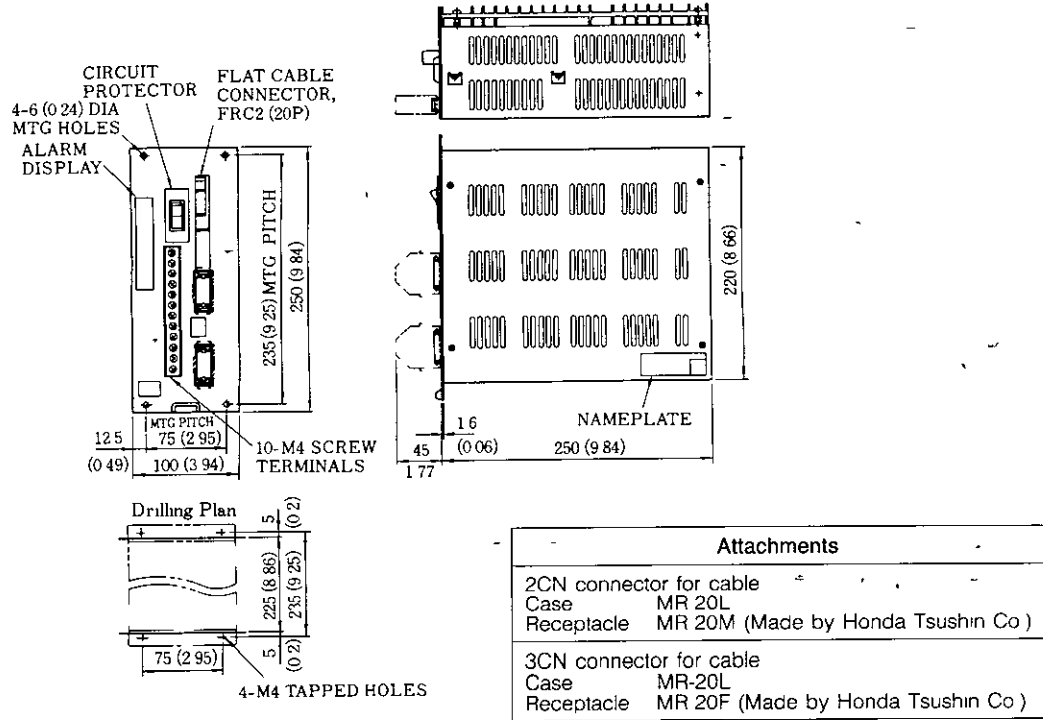 CIRCUIT
PROTECTOR
FLAT CABLE
CONNECTOR,
FRC2 (20P)
4-6 (0 24) DIA
MTG HOLES
ALARM
DISPLAY
235 (9 25) MTG PITCH
250 (9 84)
MTG PITCH
12 5
(0 49)
75 (2 95)
100 (3 94)
10-M4 SCREW
TERMINALS
220 (8 66)
NAMEPLATE
1 6
(0 06)
45
1 77
250 (9 84)
Drilling Plan
5
(0 2)
225 (8 86)
235 (9 25)
5
(0 2)
75 (2 95)
4-M4 TAPPED HOLES
Attachments
2CN connector for cable
Case MR 20L
Receptacle MR 20M (Made by Honda Tsushin Co )
3CN connector for cable
Case MR-20L
Receptacle MR 20F (Made by Honda Tsushin Co )